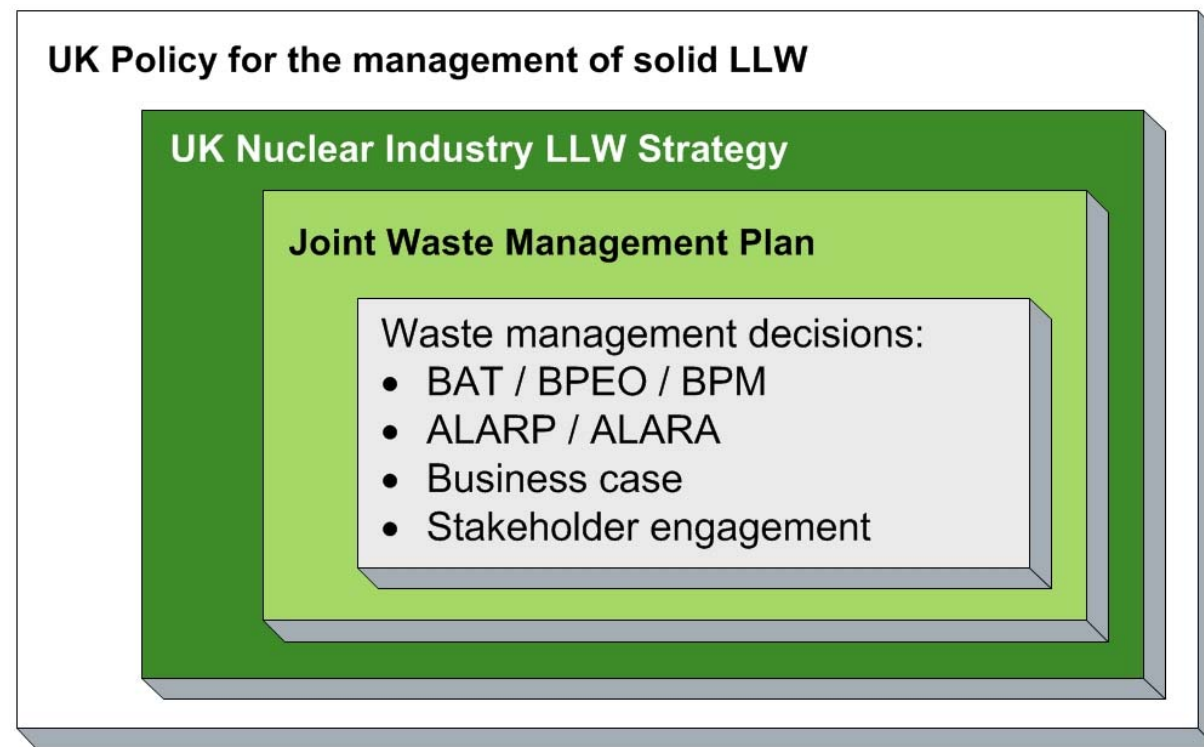 UK Policy for the management of solid LLW
UK Nuclear Industry LLW Strategy
Joint Waste Management Plan
Waste management decisions:
• BAT / BPEO / BPM
• ALARP / ALARA
• Business case
• Stakeholder engagement